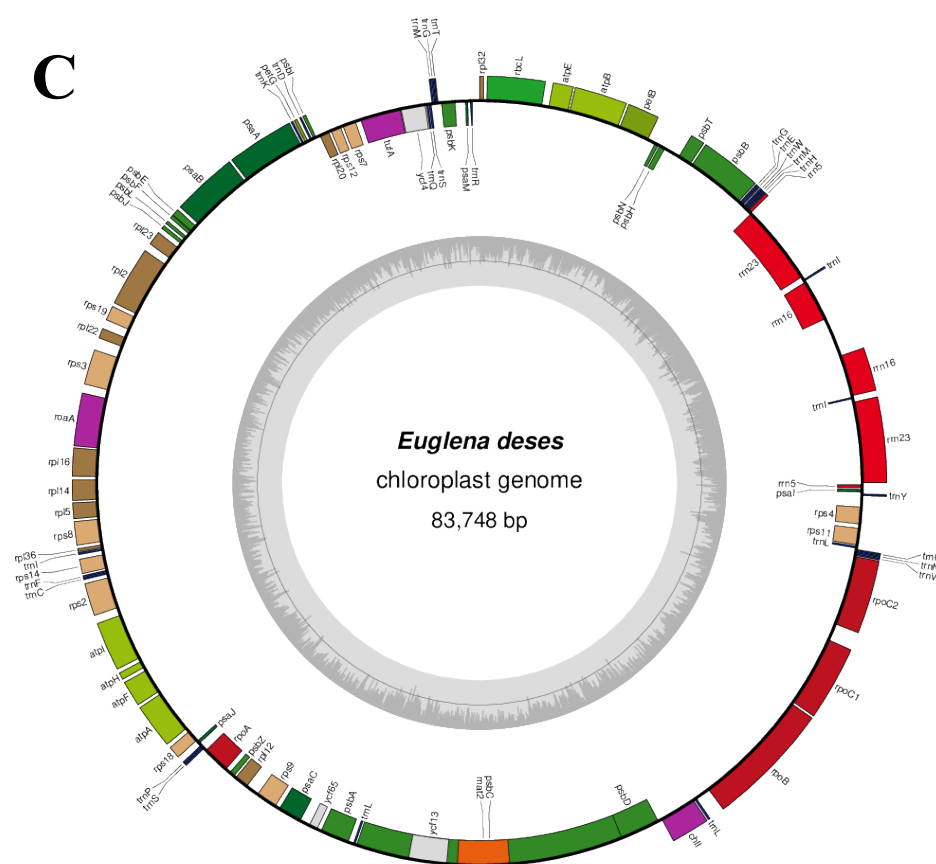 C
Euglena deses
chloroplast genome
83,748 bp
rpl32
rbcL
atpE
atpB
petB
psbT
psbB
trnG
trnE
trnW
trnM
trnH
rrn5
psbN
psbH
rrn23
trnI
rrn16
rrn16
trnI
rrn23
rrn5
psaI
trnY
rps4
rps11
trnL
rpoC2
rpoC1
rpoB
trnL
chlI
psbD
psbC
mat2
ycf13
trnL
psbA
ycf65
psaC
rps9
rpl12
psbZ
rpoA
psaJ
trnS
trnP
rps18
atpA
atpF
atpH
atpI
rps2
trnC
trnF
rps14
trnI
rpl36
rps8
rpl5
rpl14
rpl16
roaA
rps3
rpl22
rps19
rpl2
rpl23
psbJ
psbL
psbF
psbE
psaB
psaA
trnK
petG
trnD
psbI
rpl20
rps12
rps7
tufA
ycf4
trnM
trnG
trnT
trnQ
trnS
psbK
psaM
trnR